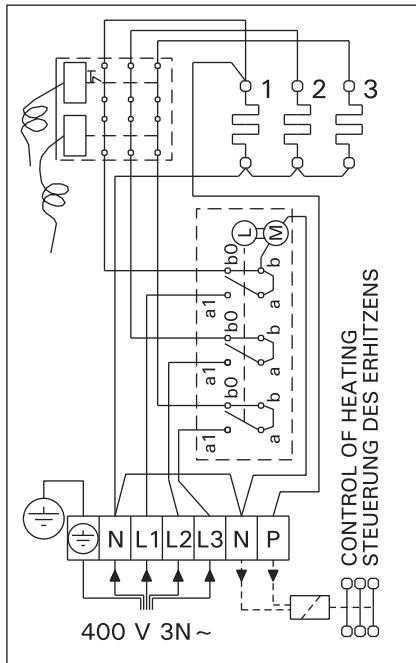 1 2 3
L M
b0 b
a1 a
b0 b
a1 a
b0 b
a1 a
CONTROL OF HEATING
STEUERUNG DES ERHITZENS
N L1 L2 L3 N P
400 V 3N~